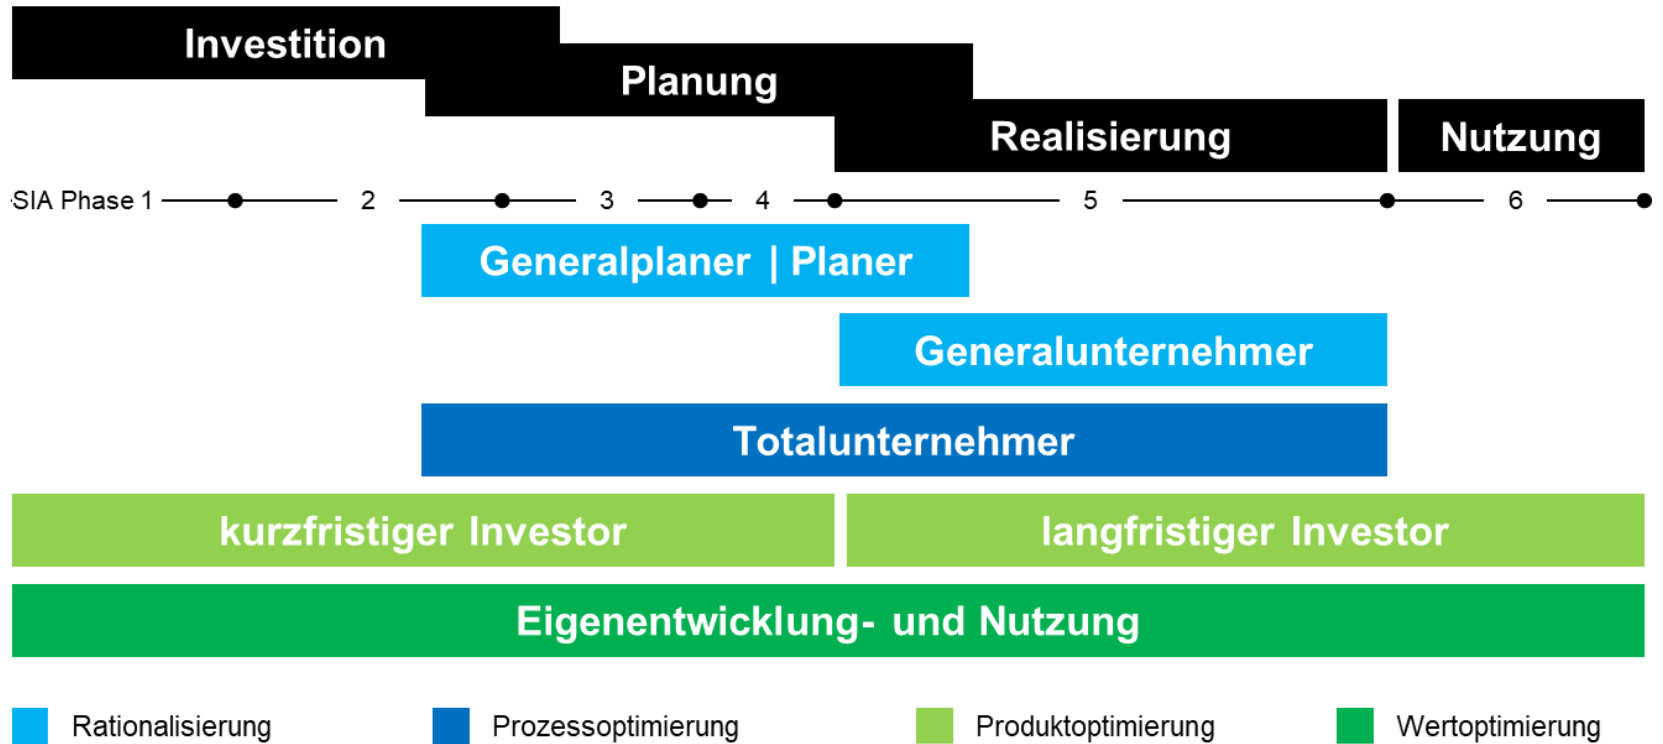 Investition
Planung
Realisierung
Nutzung
SIA Phase 1 2 3 4 5 6
Generalplaner | Planer
Generalunternehmer
Totalunternehmer
kurzfristiger Investor langfristiger Investor
Eigenentwicklung- und Nutzung
Rationalisierung Prozessoptimierung Produktoptimierung Wertoptimierung